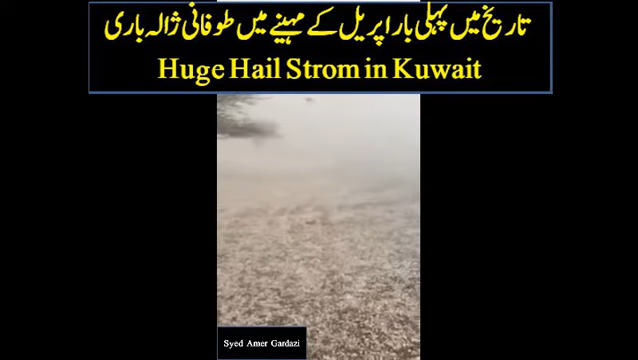 تاریخ میں پہلی بار اپریل کے مہینے میں طوفانی ژالہ باری
Huge Hail Strom in Kuwait
Syed Amer Gardazi